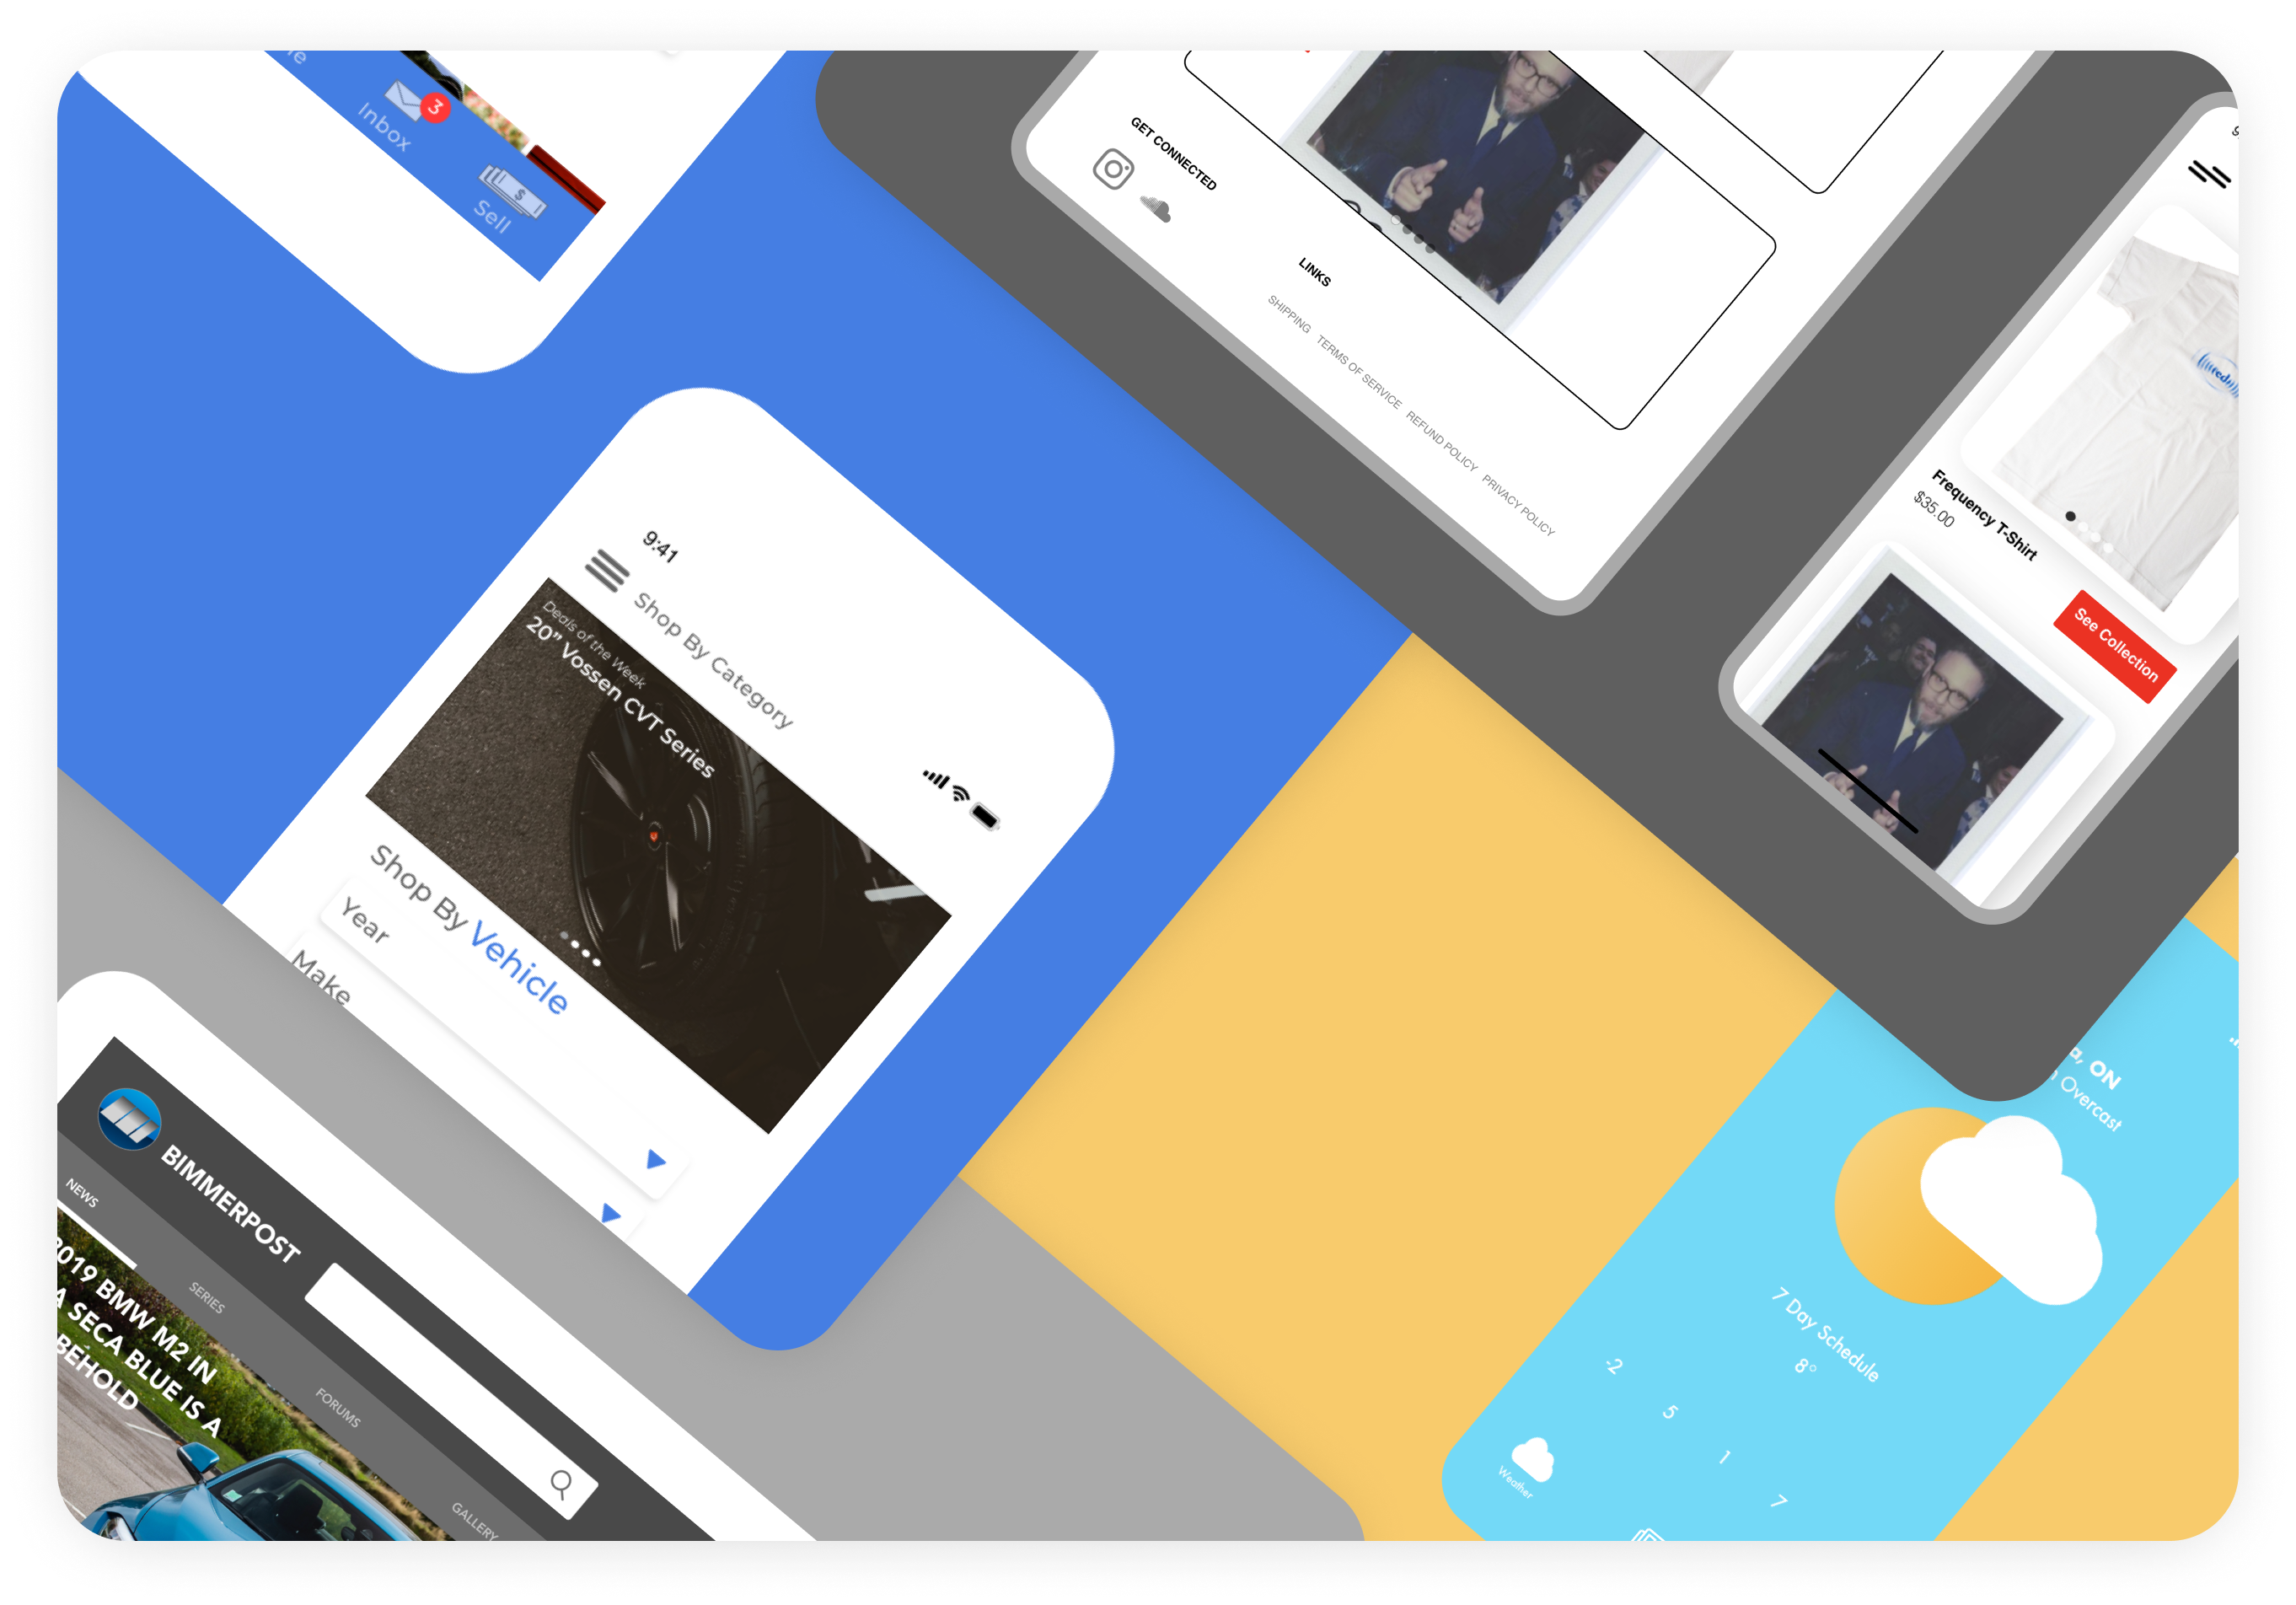 3
Inbox
$
Sell
9:41
Shop By Category
Deals of the Week
20” Vossen CVT Series
Shop By Vehicle
Year
Make
GET CONNECTED
LINKS
SHIPPING TERMS OF SERVICE REFUND POLICY PRIVACY POLICY
Frequency T-Shirt
$35.00
See Collection
BIMMERPOST
NEWS SERIES FORUMS GALLERY
2019 BMW M2 IN
SECA BLUE IS A
BEHOLD
ON
Overcast
7 Day Schedule
8°
-2 5 1 7
Weather